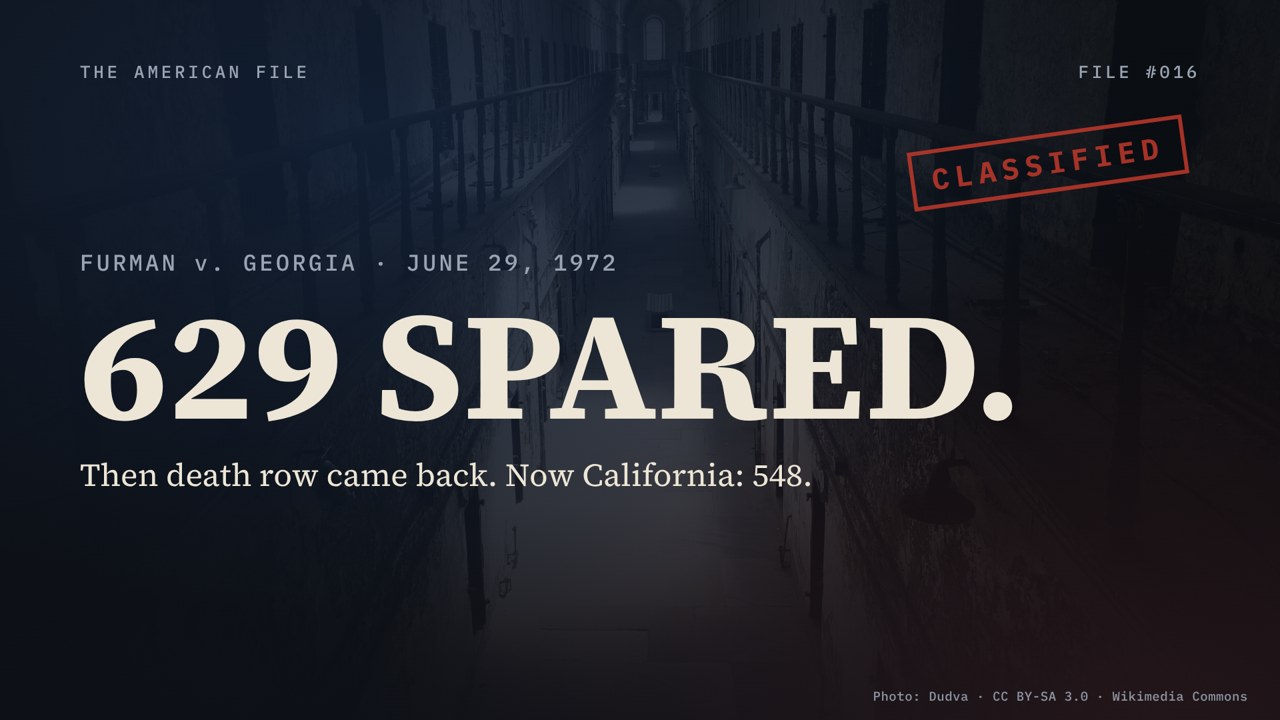 THE AMERICAN FILE
FILE #016
CLASSIFIED
FURMAN v. GEORGIA · JUNE 29, 1972
629 SPARED.
Then death row came back. Now California: 548.
Photo: Dudva · CC BY-SA 3.0 · Wikimedia Commons